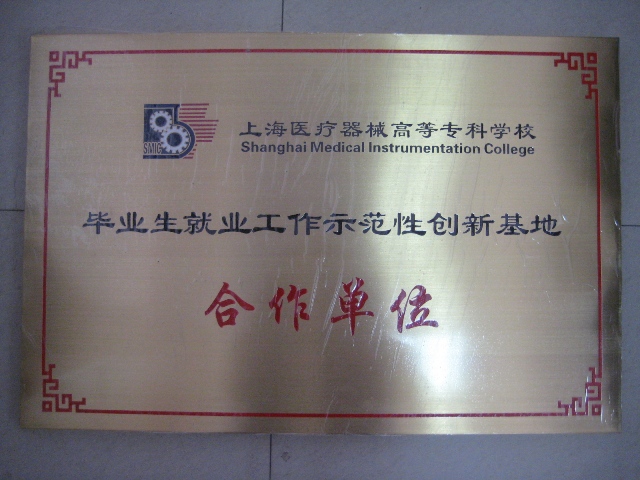 SMIC
上海医疗器械高等专科学校
Shanghai Medical Instrumentation College
毕业生就业工作示范性创新基地
合作单位